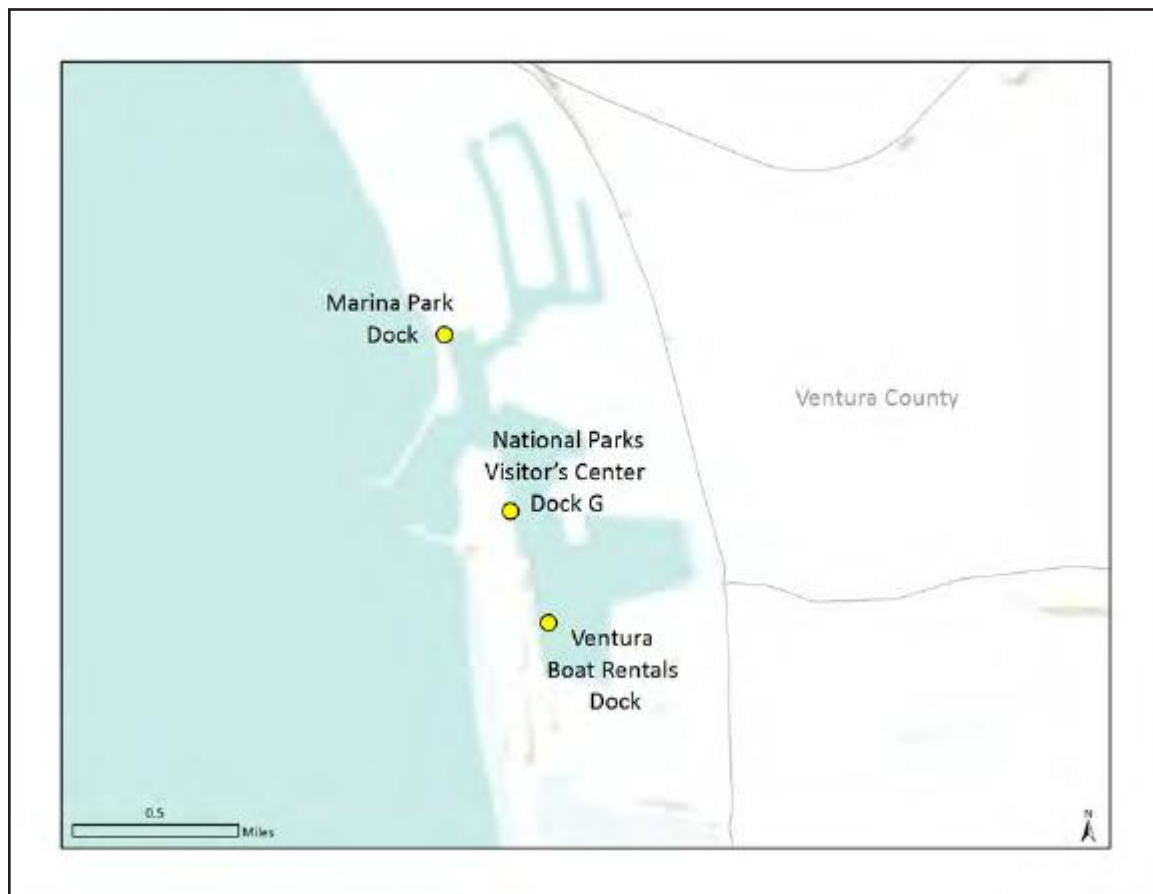 Marina Park
Dock
Ventura County
National Parks
Visitor's Center
Dock G
Ventura
Boat Rentals
Dock
0.5
Miles
N